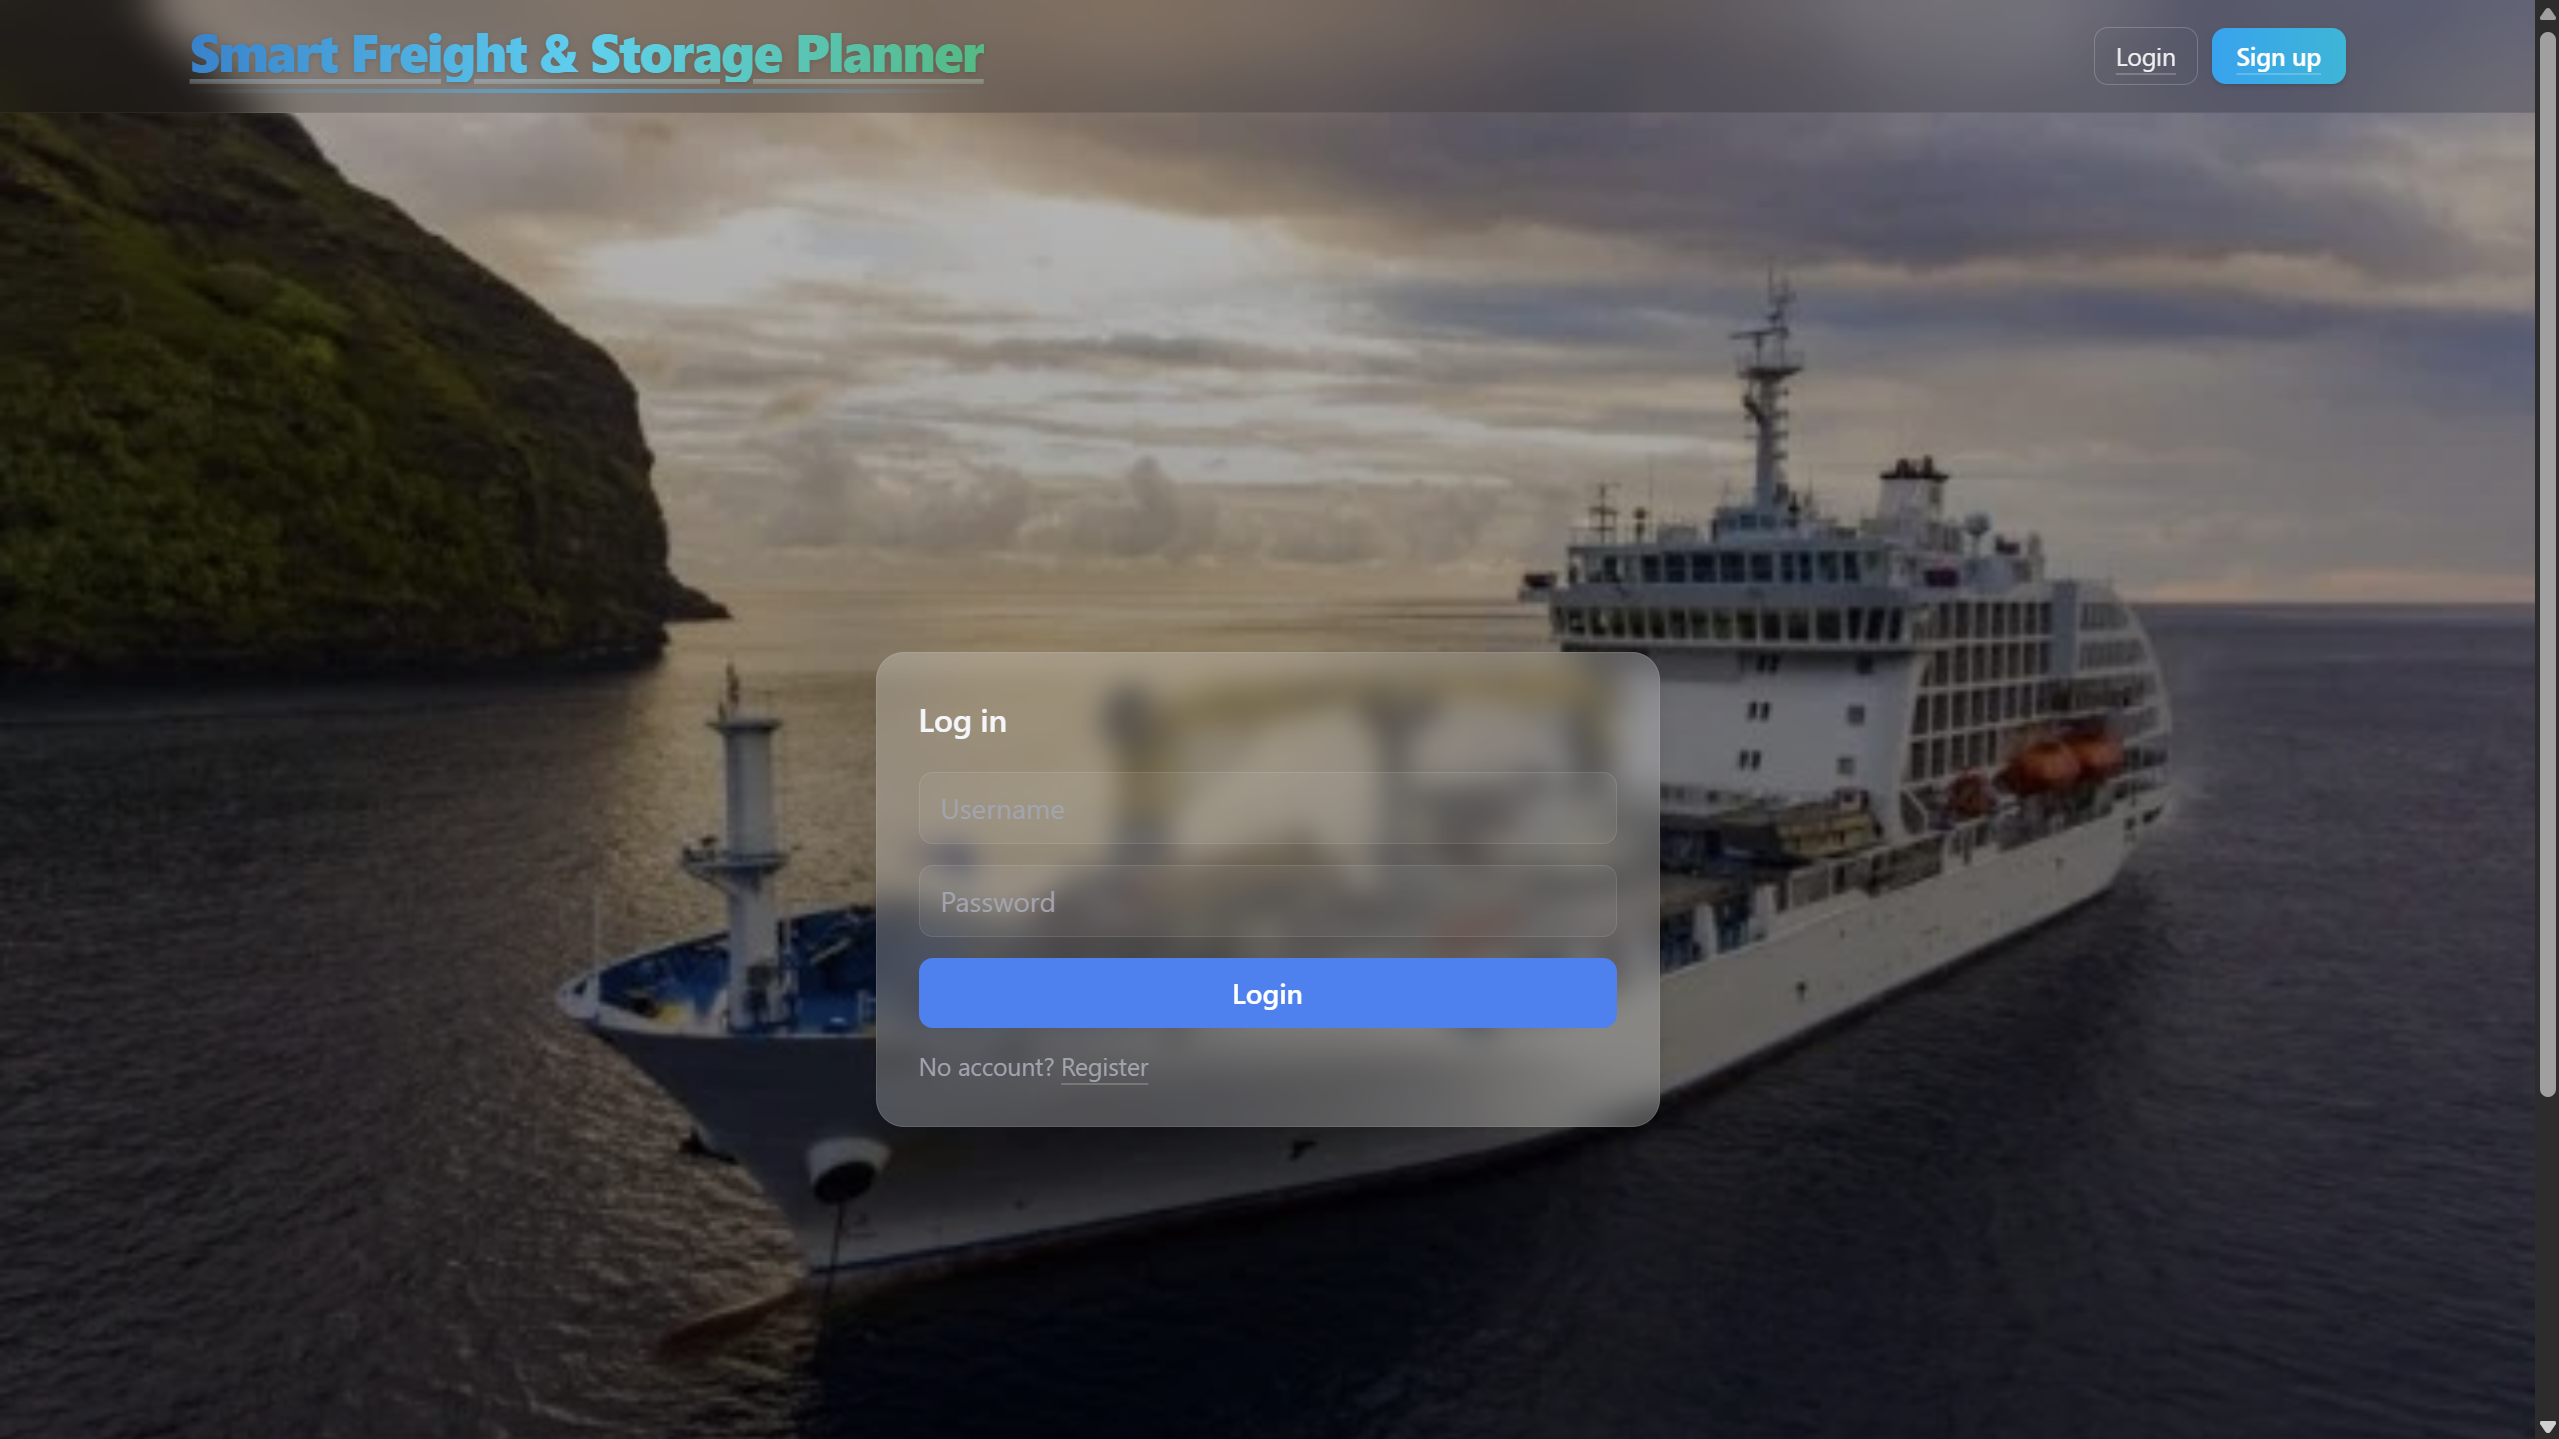 Smart Freight & Storage Planner
Login
Sign up
Log in
Username
Password
Login
No account? Register